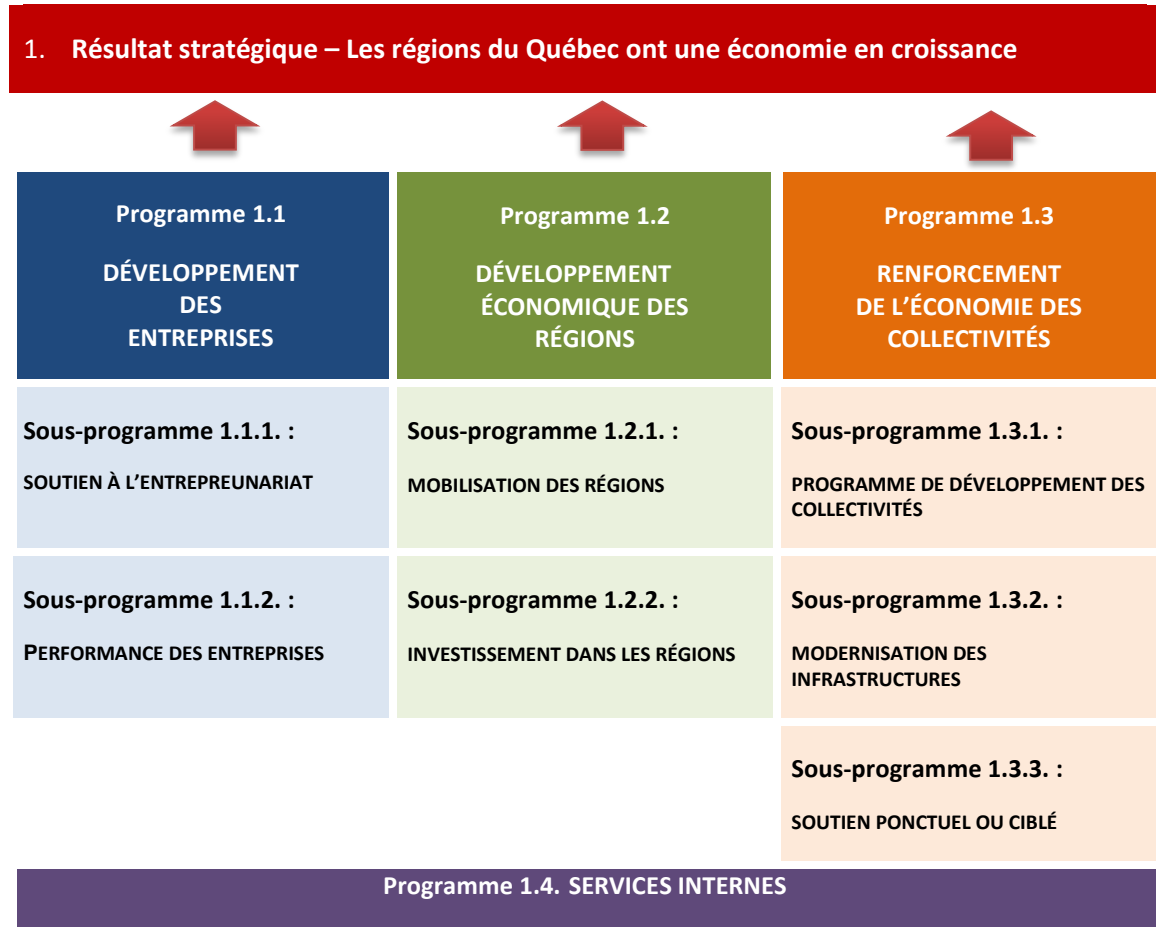 1. Résultat stratégique – Les régions du Québec ont une économie en croissance
Programme 1.1
DÉVELOPPEMENT
DES
ENTREPRISES
Programme 1.2
DÉVELOPPEMENT
ÉCONOMIQUE DES
RÉGIONS
Programme 1.3
RENFORCEMENT
DE L’ÉCONOMIE DES
COLLECTIVITÉS
Sous-programme 1.1.1. :
SOUTIEN À L’ENTREPREUNARIAT
Sous-programme 1.2.1. :
MOBILISATION DES RÉGIONS
Sous-programme 1.3.1. :
PROGRAMME DE DÉVELOPPEMENT DES
COLLECTIVITÉS
Sous-programme 1.1.2. :
PERFORMANCE DES ENTREPRISES
Sous-programme 1.2.2. :
INVESTISSEMENT DANS LES RÉGIONS
Sous-programme 1.3.2. :
MODERNISATION DES
INFRASTRUCTURES
Sous-programme 1.3.3. :
SOUTIEN PONCTUEL OU CIBLÉ
Programme 1.4. SERVICES INTERNES